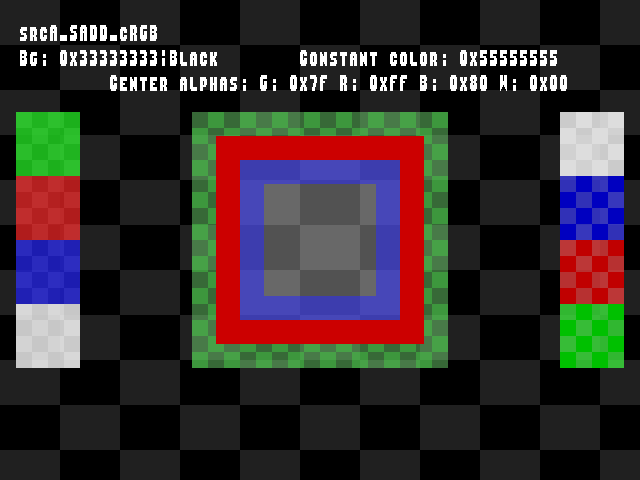 srcA_SADD_cRGB
Bg: 0x33333333;Black Constant color: 0x55555555
Center alphas: G: 0x7f R: 0xff B: 0x80 W: 0x00